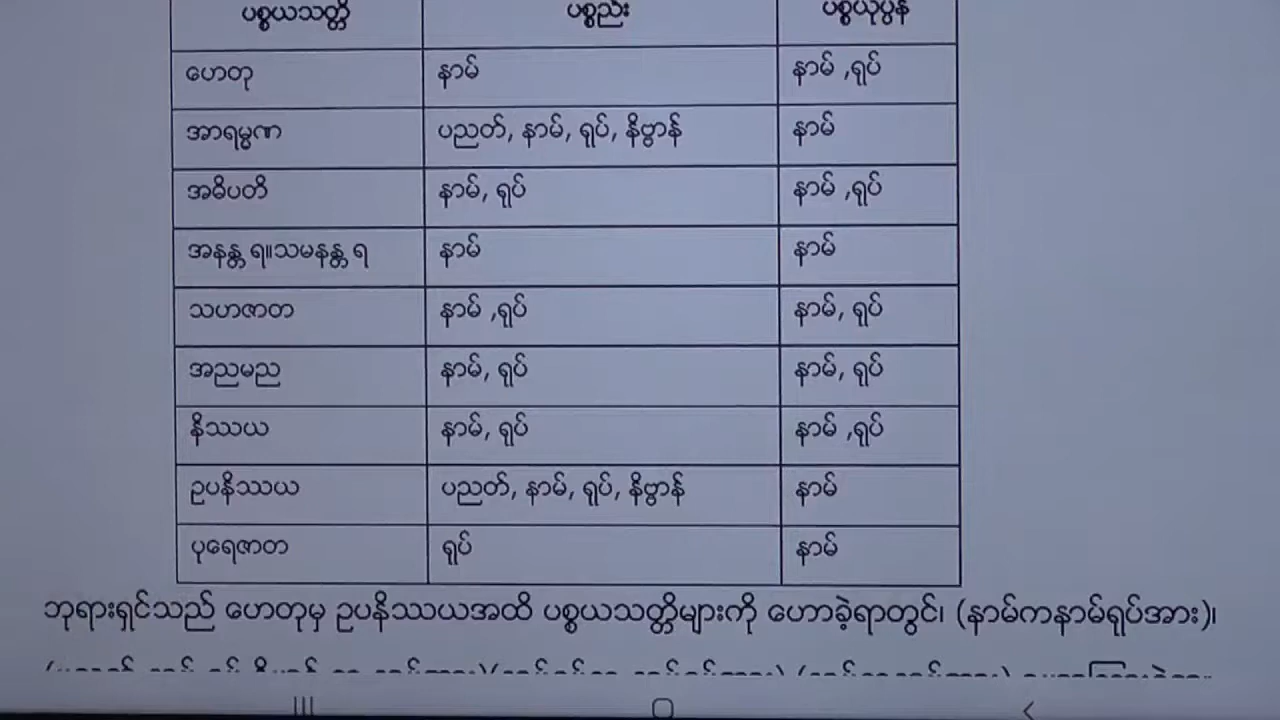 ပစ္စယသတ္တိ ပစ္စည်း ပစ္စယုပ္ပန်
ဟေတု နာမ် နာမ် ,ရုပ်
အာရမ္မဏ ပညတ်, နာမ်, ရုပ်, နိဗ္ဗာန် နာမ်
အဓိပတိ နာမ်, ရုပ် နာမ် ,ရုပ်
အနန္တ ရ။သမနန္တ ရ နာမ် နာမ်
သဟဇာတ နာမ် ,ရုပ် နာမ်, ရုပ်
အညမည နာမ်, ရုပ် နာမ်, ရုပ်
နိဿယ နာမ်, ရုပ် နာမ် ,ရုပ်
ဥပနိဿယ ပညတ်, နာမ်, ရုပ်, နိဗ္ဗာန် နာမ်
ပုရေဇာတ ရုပ် နာမ်
ဘုရားရှင်သည် ဟေတုမှ ဥပနိဿယအထိ ပစ္စယသတ္တိများကို ဟောခဲ့ရာတွင်၊ (နာမ်ကနာမ်ရုပ်အား)၊